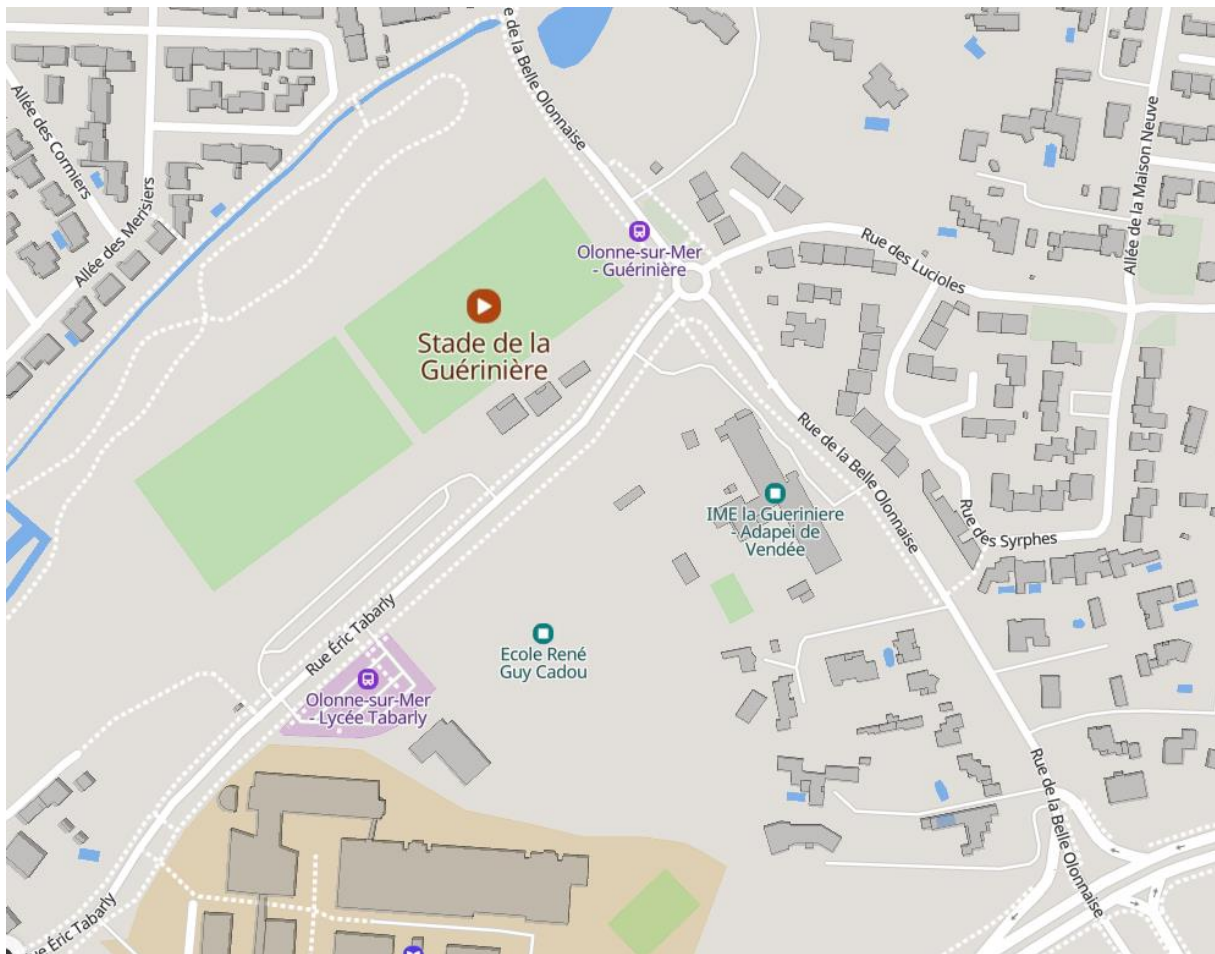 e de la Belle Olonnaise
Allée des Cormiers
Allée des Merisiers
Allée de la Maison Neuve
Olonne-sur-Mer
- Guérinière
Rue des Lucioles
Stade de la
Guérinière
Rue de la Belle Olonnaise
IME la Gueriniere
- Adapei de
Vendée
Rue des Syrphes
Rue Éric Tabarly
Ecole René
Guy Cadou
Olonne-sur-Mer
- Lycée Tabarly
Rue de la Belle Olonnaise
ue Éric Tabarly